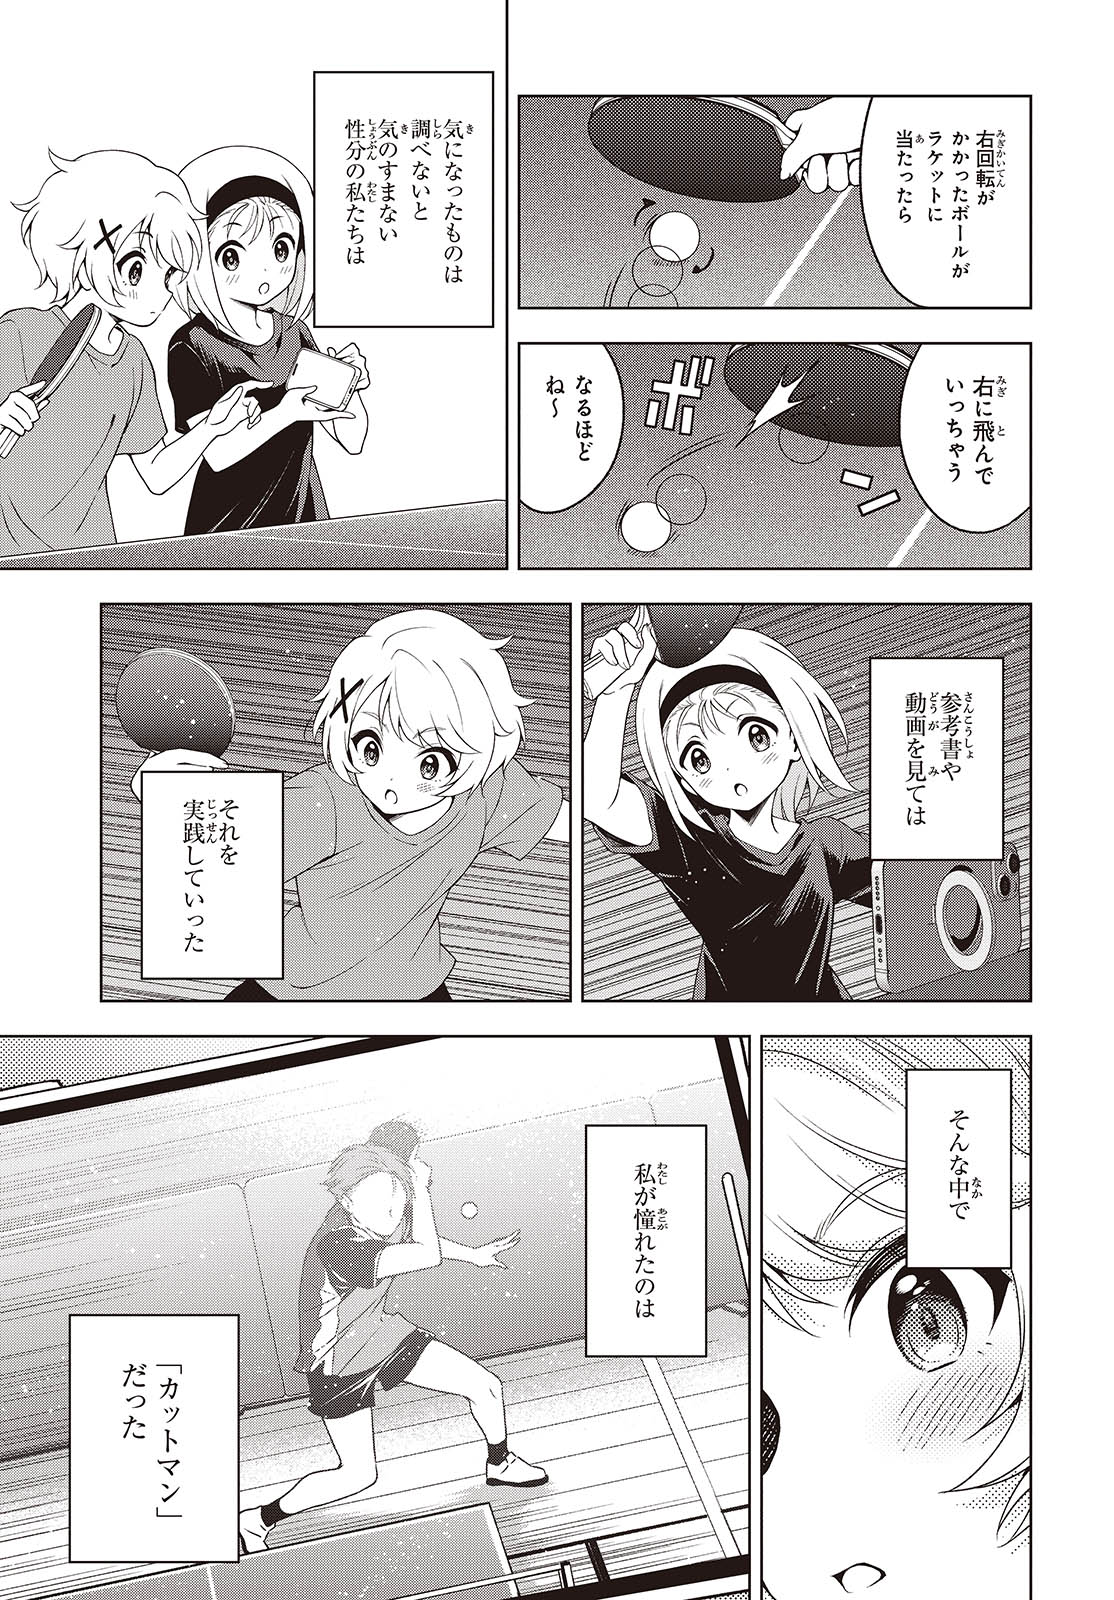 右回転が
かかったボールが
ラケットに
当たったら
右に飛んで
いっちゃう
ポーン
なるほど
ね〜
気になったものは
調べないと
気のすまない
性分の私たちは
参考書や
動画を見ては
それを
実践していった
そんな中で
私が憧れたのは
「カットマン」
だった